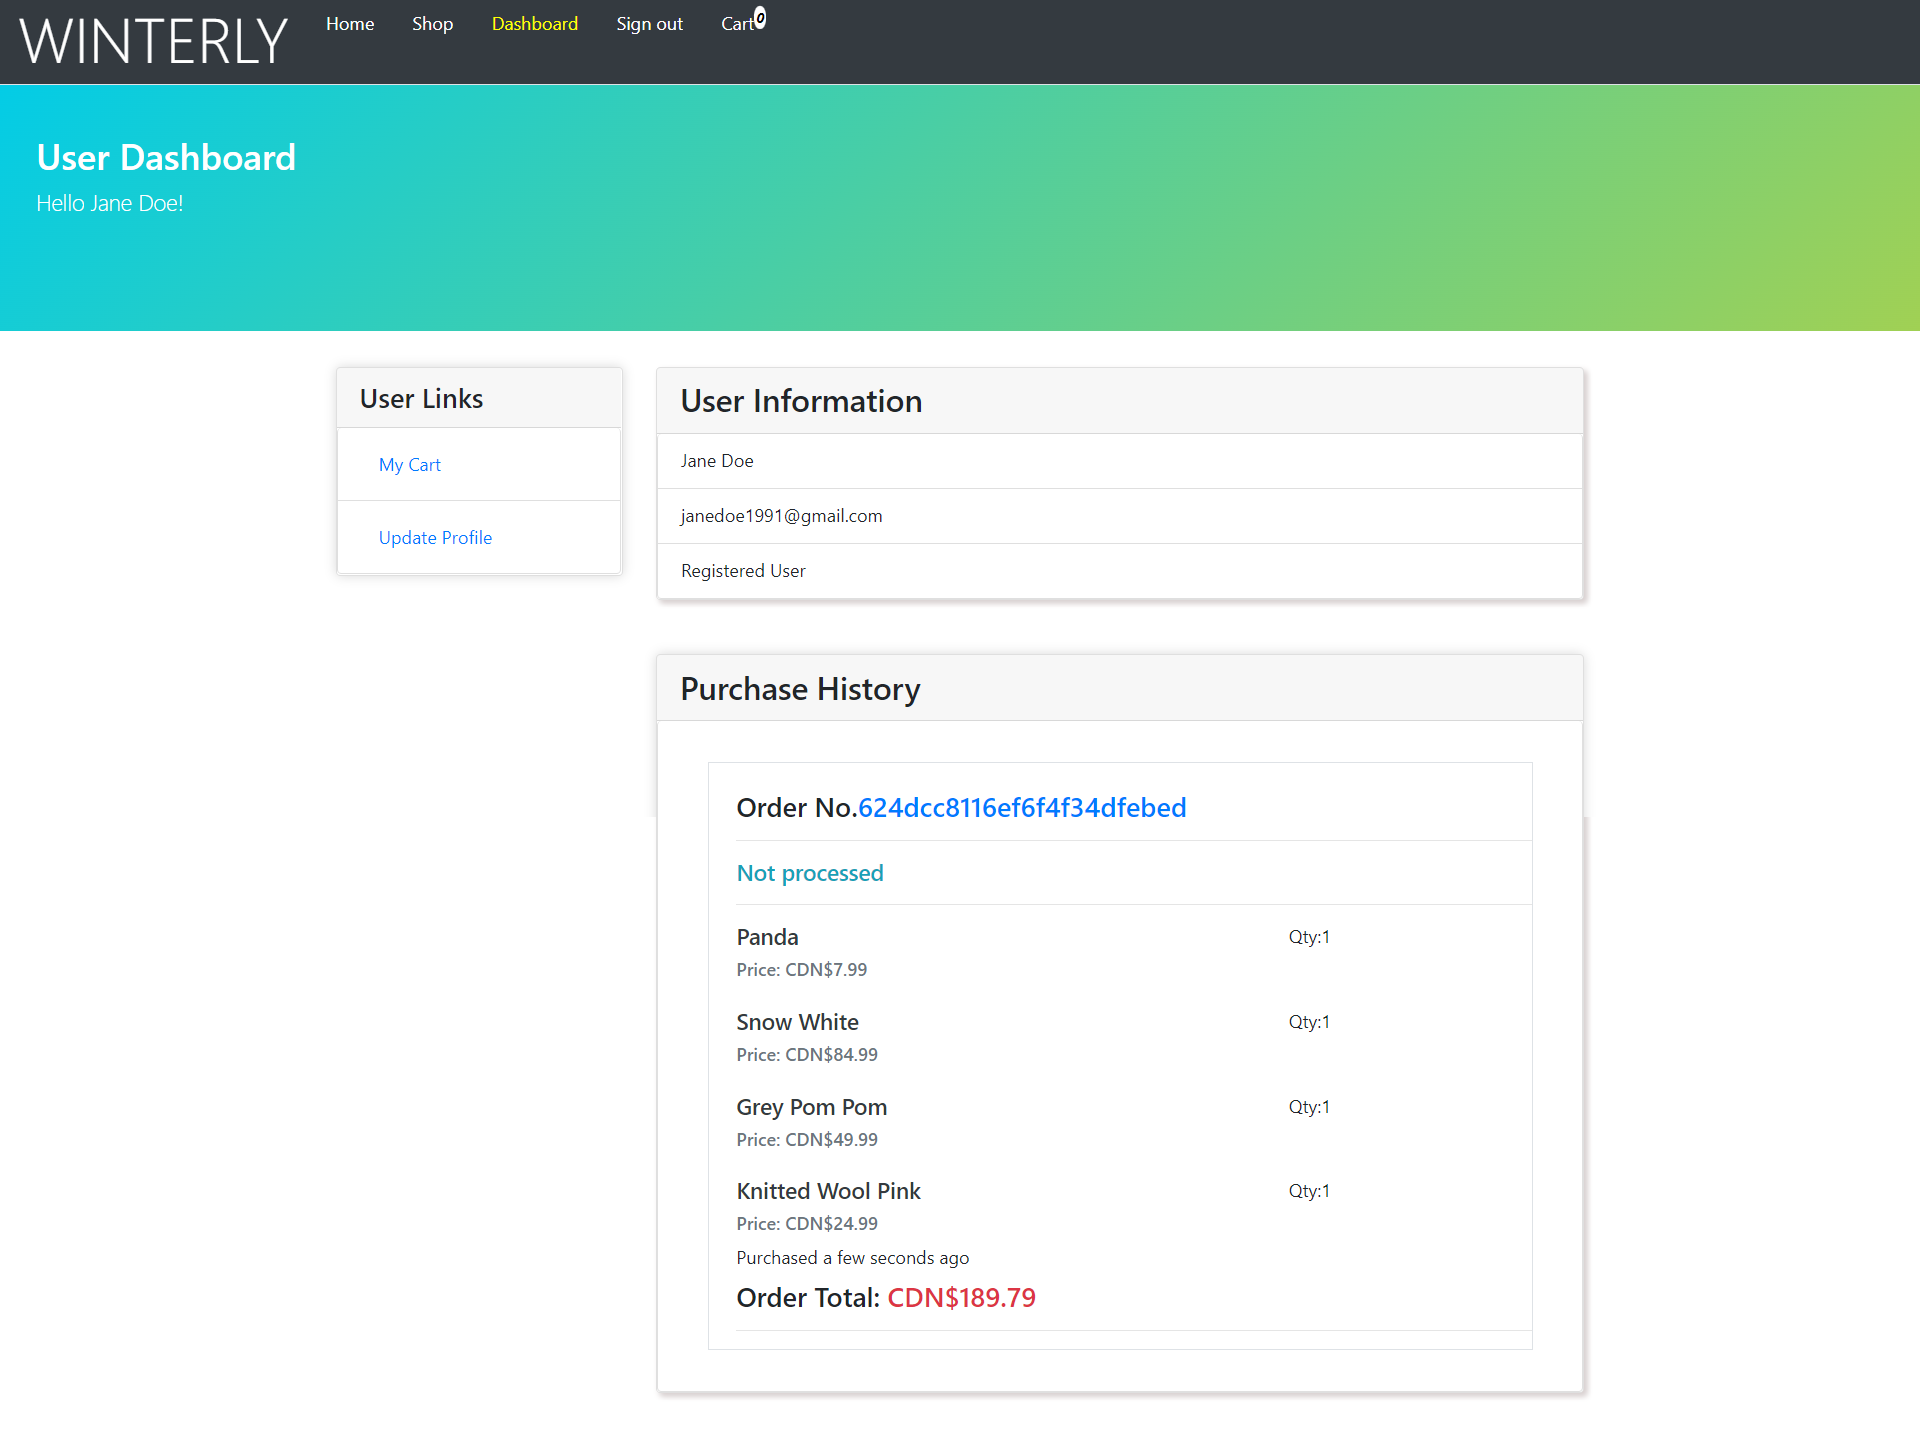 WINTERLY
Home Shop Dashboard Sign out Cart 0
User Dashboard
Hello Jane Doe!
User Links
My Cart
Update Profile
User Information
Jane Doe
janedoe1991@gmail.com
Registered User
Purchase History
Order No.624dcc8116ef6f4f34dfebed
Not processed
Panda Qty:1
Price: CDN$7.99
Snow White Qty:1
Price: CDN$84.99
Grey Pom Pom Qty:1
Price: CDN$49.99
Knitted Wool Pink Qty:1
Price: CDN$24.99
Purchased a few seconds ago
Order Total: CDN$189.79